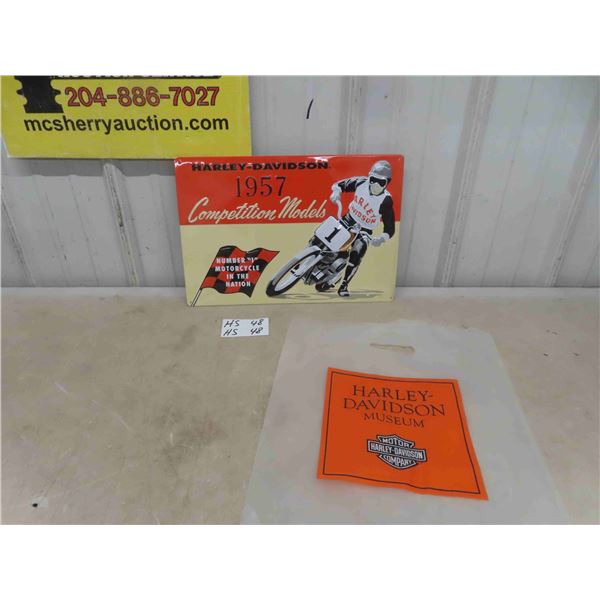 204-886-7027
mcsherryauction.com
HARLEY-DAVIDSON
1957
Competition Models
NUMBER "1"
MOTORCYCLE
IN THE
NATION
1
HARLEY
DAVIDSON
HS 48
HS 48
HARLEY-
DAVIDSON
MUSEUM
MOTOR
HARLEY-DAVIDSON
COMPANY